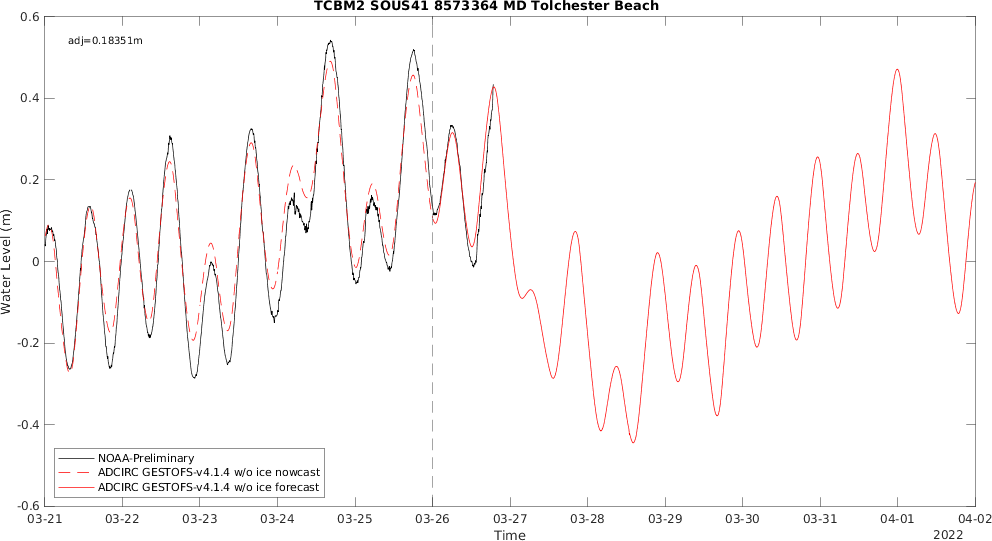 TCBM2 SOUS41 8573364 MD Tolchester Beach
adj=0.18351m
0.6
0.4
0.2
0
-0.2
-0.4
-0.6
Water Level (m)
NOAA-Preliminary
ADCIRC GESTOFS-v4.1.4 w/o ice nowcast
ADCIRC GESTOFS-v4.1.4 w/o ice forecast
03-21 03-22 03-23 03-24 03-25 03-26 03-27 03-28 03-29 03-30 03-31 04-01 04-02
Time
2022